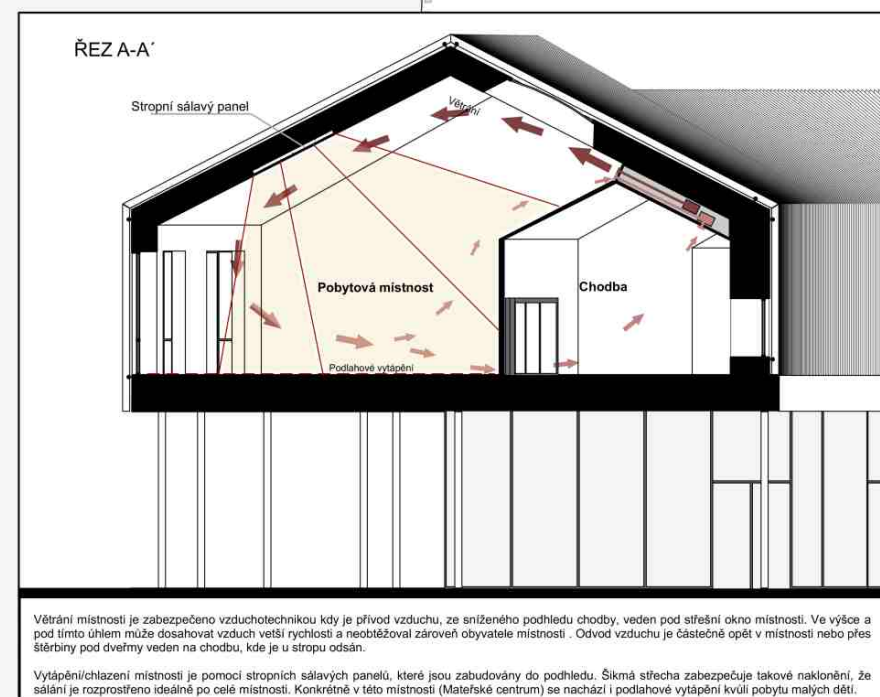 ŘEZ A-A´
Stropní sálavý panel
Větrání
Pobytová místnost
Chodba
Podlahové vytápění
Větrání místnosti je zabezpečeno vzduchotechnikou kdy je přívod vzduchu, ze sníženého podhledu chodby, veden pod střešní okno místnosti. Ve výšce a
pod tímto úhlem může dosahovat vzduch vetší rychlosti a neobtěžoval zároveň obyvatele místnosti . Odvod vzduchu je částečně opět v místnosti nebo přes
štěrbiny pod dveřmy veden na chodbu, kde je u stropu odsán.
Vytápění/chlazení místnosti je pomocí stropních sálavých panelů, které jsou zabudovány do podhledu. Šikmá střecha zabezpečuje takové naklonění, že
sálání je rozprostřeno ideálně po celé místnosti. Konkrétně v této místnosti (Mateřské centrum) se nachází i podlahové vytápění kvůli pobytu malých dětí.